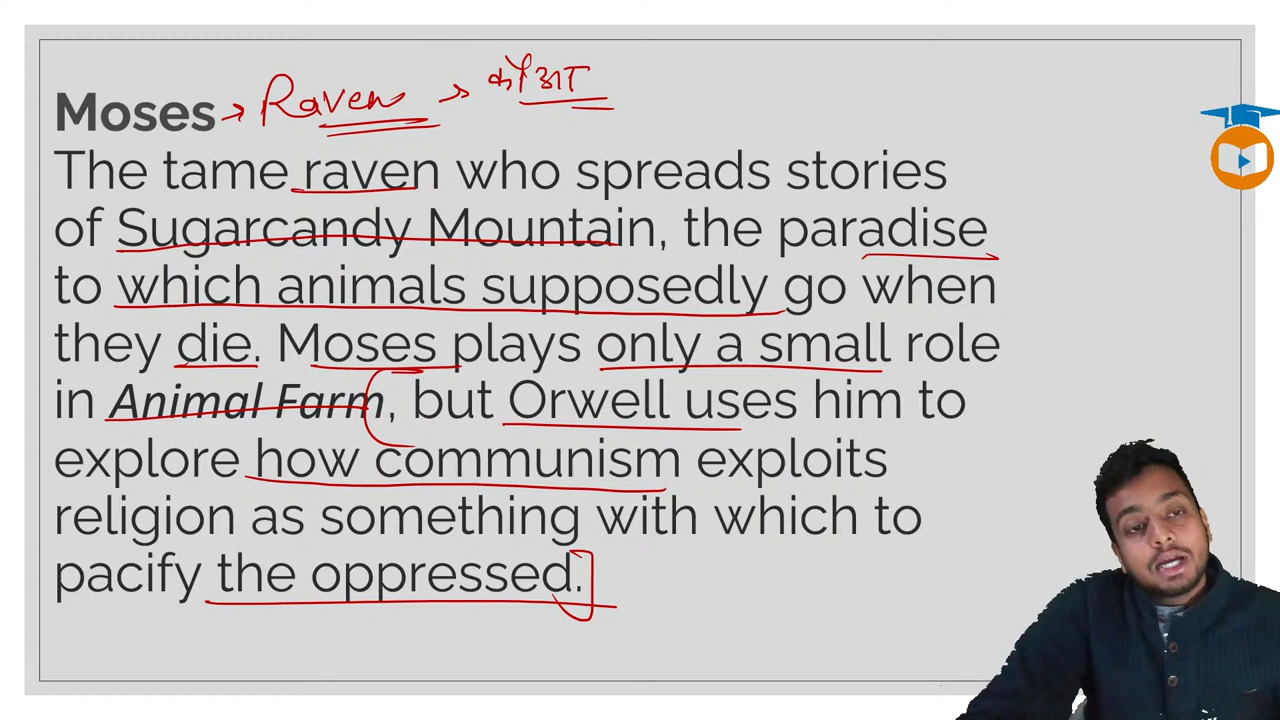 Moses → Raven → कौआ
The tame raven who spreads stories
of Sugarcandy Mountain, the paradise
to which animals supposedly go when
they die. Moses plays only a small role
in Animal Farm, but Orwell uses him to
explore how communism exploits
religion as something with which to
pacify the oppressed.